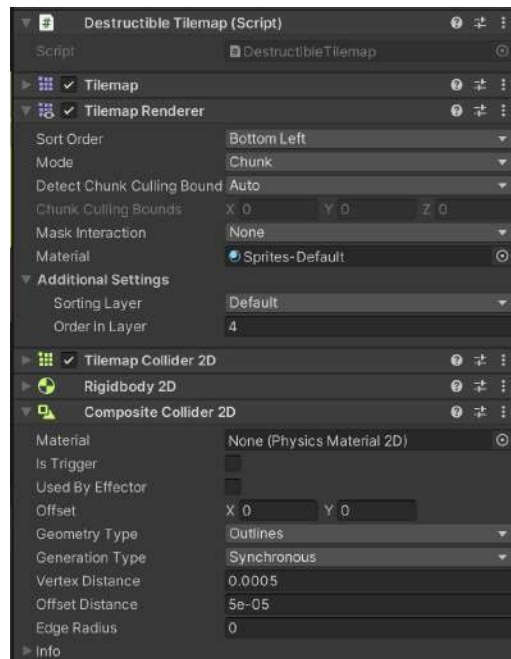 # Destructible Tilemap (Script)
Script DestructibleTilemap
Tilemap
Tilemap Renderer
Sort Order Bottom Left
Mode Chunk
Detect Chunk Culling Bound Auto
Chunk Culling Bounds X 0 Y 0 Z 0
Mask Interaction None
Material Sprites-Default
Additional Settings
Sorting Layer Default
Order in Layer 4
Tilemap Collider 2D
Rigidbody 2D
Composite Collider 2D
Material None (Physics Material 2D)
Is Trigger
Used By Effector
Offset X 0 Y 0
Geometry Type Outlines
Generation Type Synchronous
Vertex Distance 0.0005
Offset Distance 5e-05
Edge Radius 0
Info